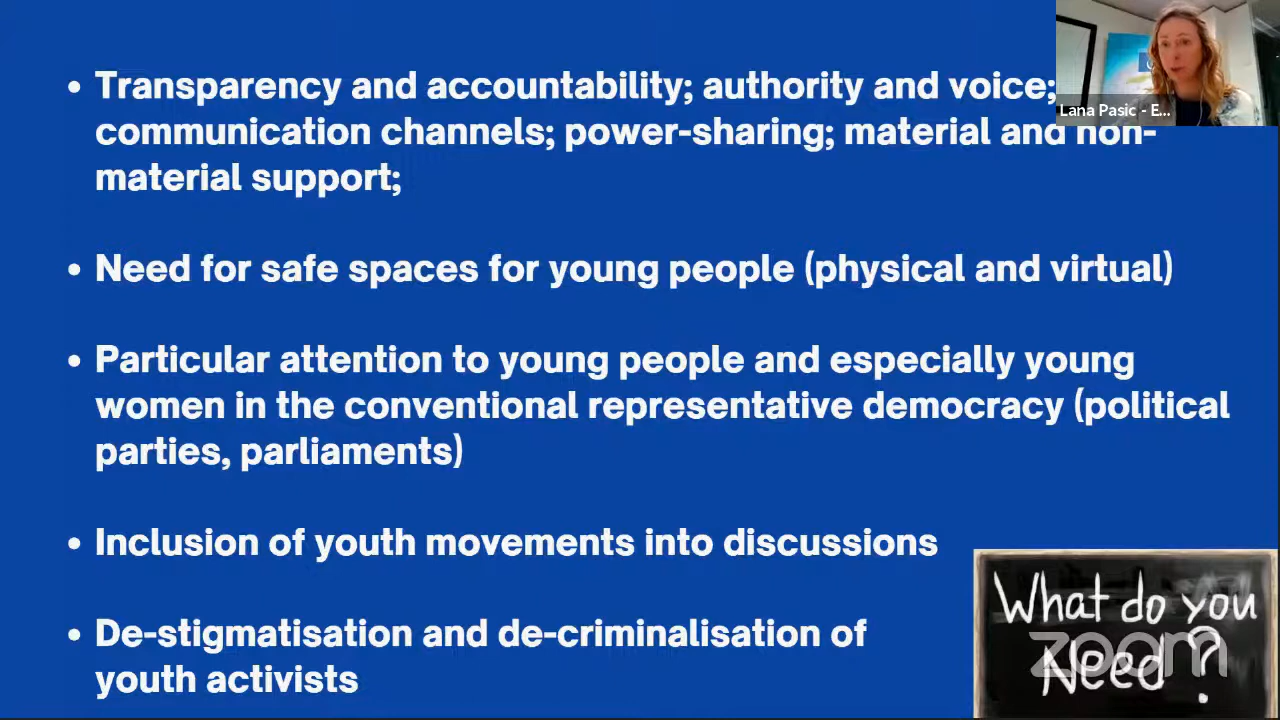 • Transparency and accountability; authority and voice;
communication channels; power-sharing; material and non-
material support;
• Need for safe spaces for young people (physical and virtual)
• Particular attention to young people and especially young
women in the conventional representative democracy (political
parties, parliaments)
• Inclusion of youth movements into discussions
• De-stigmatisation and de-criminalisation of
youth activists
Lana Pasic - E...
What do you
Need?
zoom